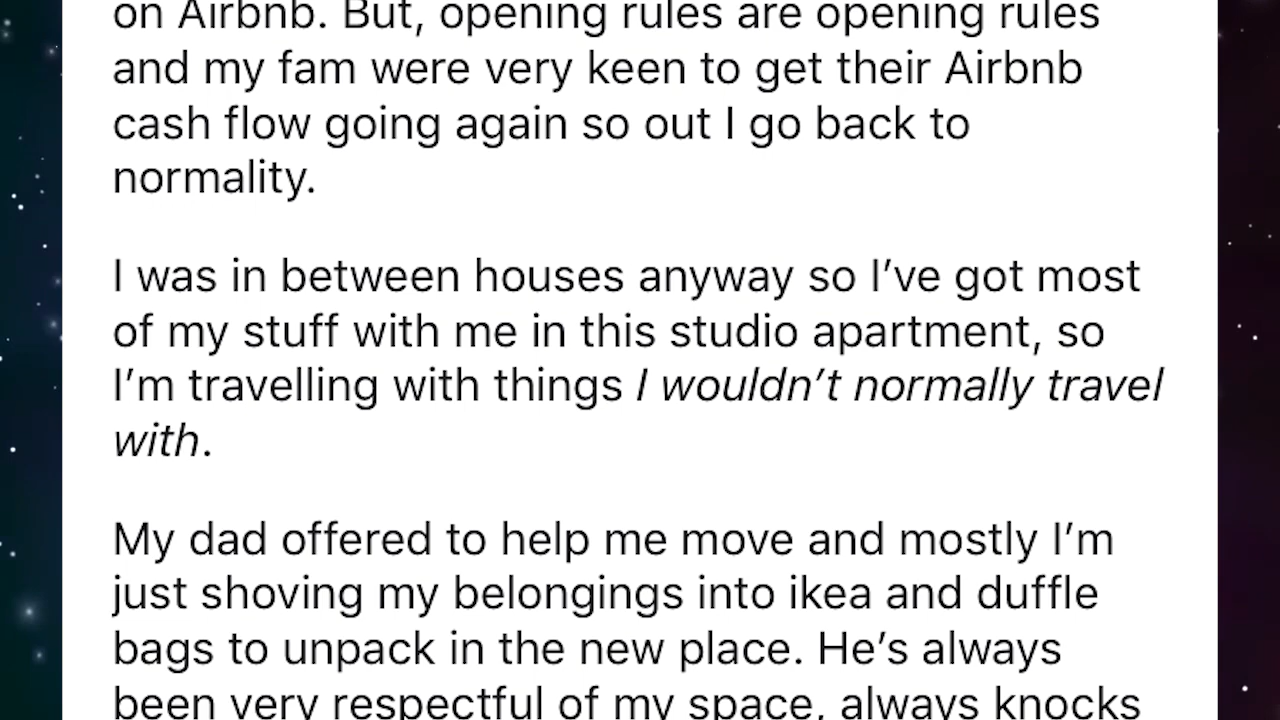 on Airbnb. But, opening rules are opening rules
and my fam were very keen to get their Airbnb
cash flow going again so out I go back to
normality.
I was in between houses anyway so I’ve got most
of my stuff with me in this studio apartment, so
I’m travelling with things I wouldn’t normally travel
with.
My dad offered to help me move and mostly I’m
just shoving my belongings into ikea and duffle
bags to unpack in the new place. He’s always
been very respectful of my space, always knocks